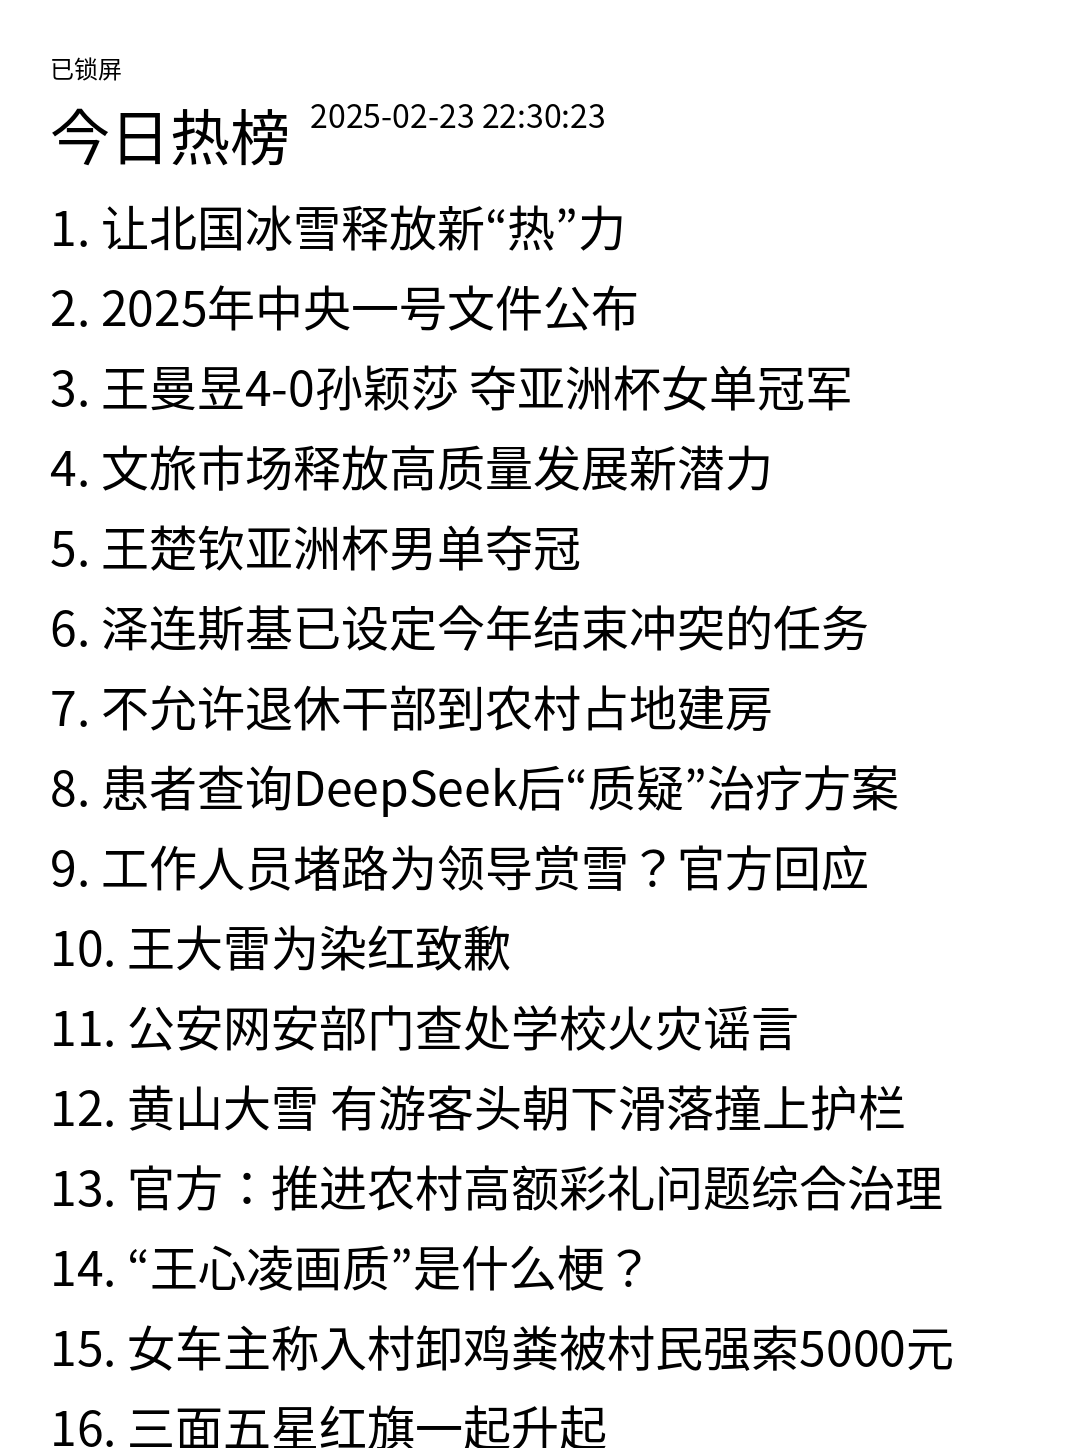 已锁屏
今日热榜 2025-02-23 22:30:23
1. 让北国冰雪释放新“热”力
2. 2025年中央一号文件公布
3. 王曼昱4-0孙颖莎 夺亚洲杯女单冠军
4. 文旅市场释放高质量发展新潜力
5. 王楚钦亚洲杯男单夺冠
6. 泽连斯基已设定今年结束冲突的任务
7. 不允许退休干部到农村占地建房
8. 患者查询DeepSeek后“质疑”治疗方案
9. 工作人员堵路为领导赏雪？官方回应
10. 王大雷为染红致歉
11. 公安网安部门查处学校火灾谣言
12. 黄山大雪 有游客头朝下滑落撞上护栏
13. 官方：推进农村高额彩礼问题综合治理
14. “王心凌画质”是什么梗？
15. 女车主称入村卸鸡粪被村民强索5000元
16. 三面五星红旗一起升起